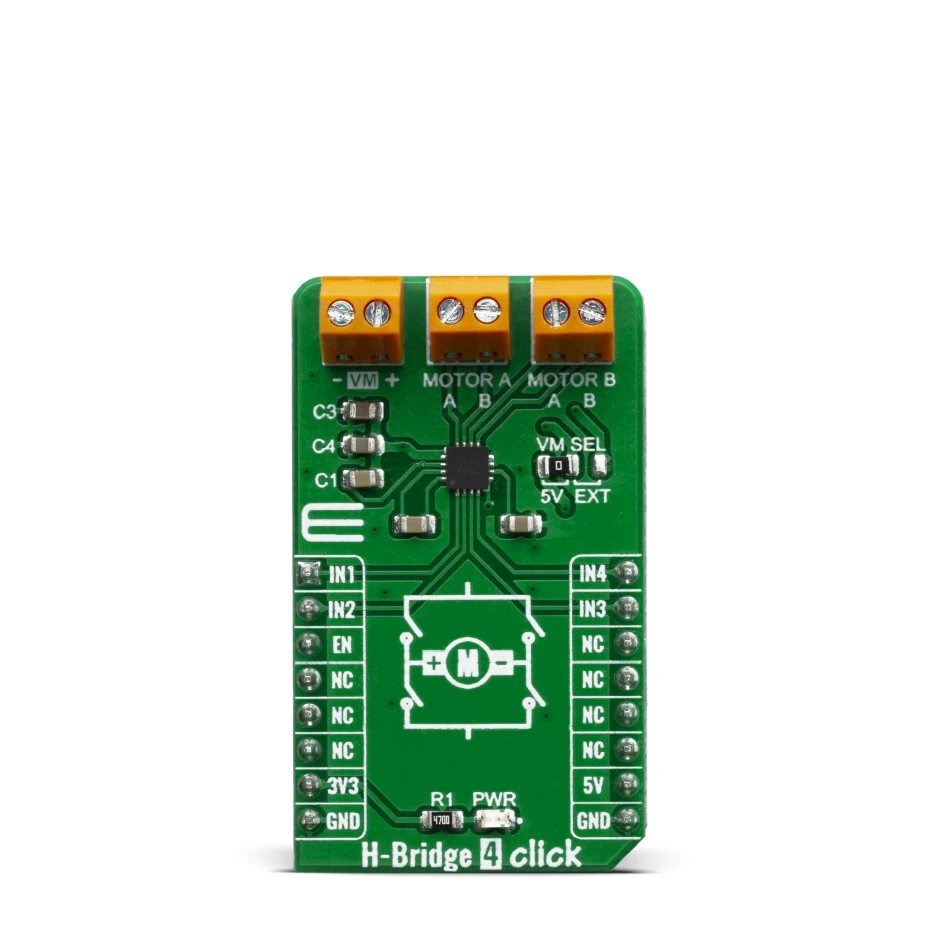 - VM +
MOTOR A
MOTOR B
A B
A B
C3
C4
C1
VM SEL
0
5V EXT
IN1
IN2
EN
NC
NC
NC
3V3
GND
IN4
IN3
NC
NC
NC
NC
5V
GND
+ M -
R1 PWR
4700
H-Bridge 4 click